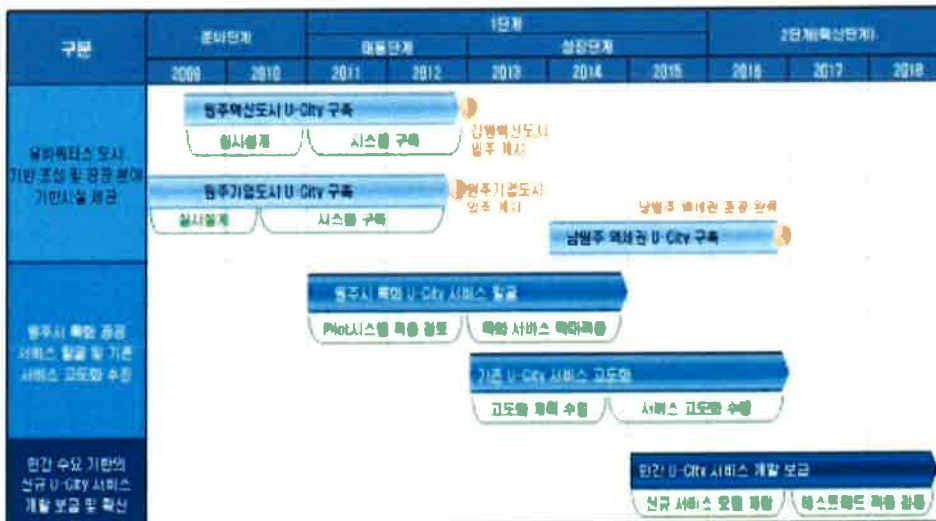 구분
준비단계
1단계
2단계(확산단계)
태동단계
성장단계
2009 2010 2011 2012 2013 2014 2015 2016 2017 2018
유비쿼터스 도시
기반 조성 및 공공 분야
기반시설 제공
원주혁신도시 U-City 구축
실시설계
시스템 구축
강원혁신도시
입주 개시
원주기업도시 U-City 구축
실시설계
시스템 구축
원주기업도시
입주 개시
남원주 역세권
남원주 역세권 U-City 구축
원주시 특화 공공
서비스 발굴 및 기존
서비스 고도화 추진
원주시 특화 U-City 서비스 발굴
Pilot시스템 적용 검토
특화 서비스 확대적용
기존 U-City 서비스 고도화
고도화 계획 수립
서비스 고도화 수행
민간 수요 기반의
신규 U-City 서비스
개발 보급 및 확산
민간 U-City 서비스 개발 보급
신규 서비스 모델 개발
테스트베드 적용 검증